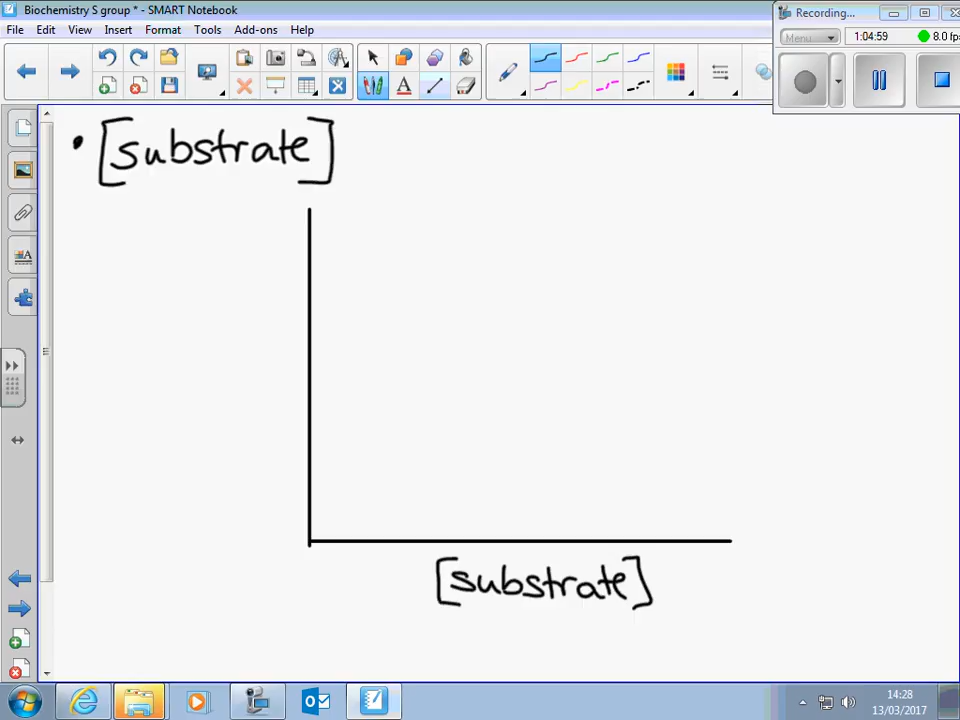 Biochemistry S group * - SMART Notebook
Recording...
File Edit View Insert Format Tools Add-ons Help
Menu 1:04:59 8.0 fps
• [substrate]
[substrate]
14:28
13/03/2017